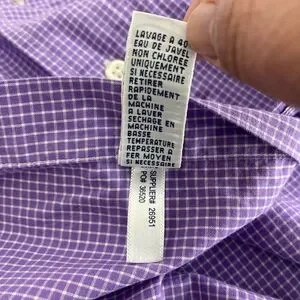 LAVAGE A 40
EAU DE JAVEL
NON CHLOREE
UNIQUEMENT
SI NECESSAIRE
RETIRER
RAPIDEMENT
DE LA
MACHINE
A LAVER
SECHAGE EN
MACHINE
BASSE
TEMPERATURE
REPASSER A
FER MOYEN
SI NECESSAIRE
SUPPLIER# 26951
PO# 36520